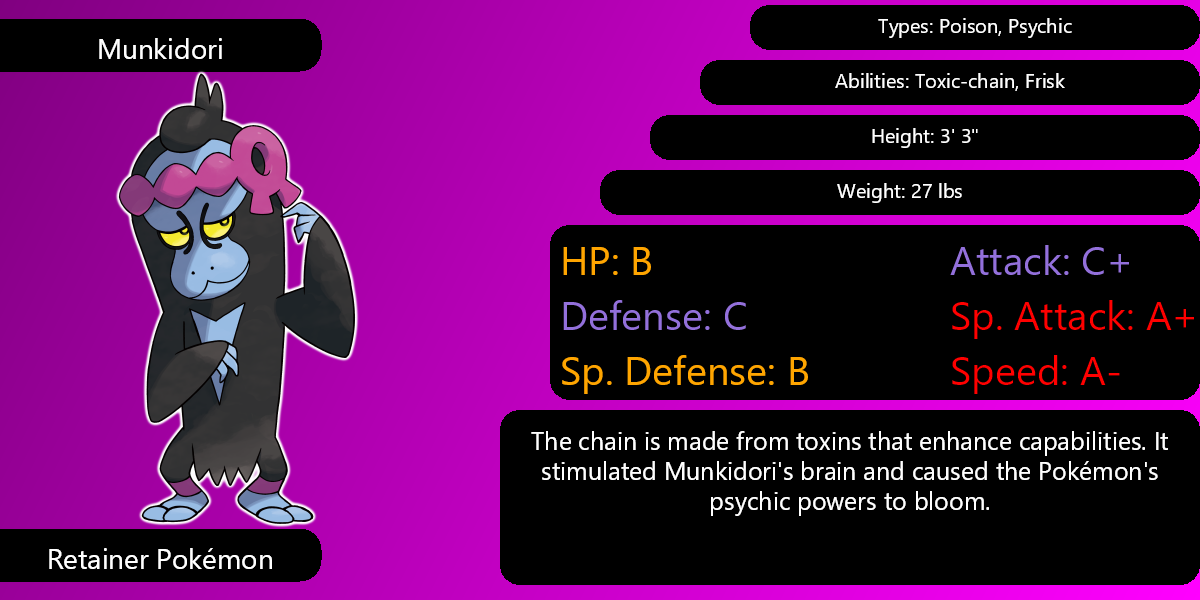 Munkidori
Types: Poison, Psychic
Abilities: Toxic-chain, Frisk
Height: 3' 3"
Weight: 27 lbs
HP: B
Attack: C+
Defense: C
Sp. Attack: A+
Sp. Defense: B
Speed: A-
The chain is made from toxins that enhance capabilities. It
stimulated Munkidori's brain and caused the Pokémon's
psychic powers to bloom.
Retainer Pokémon